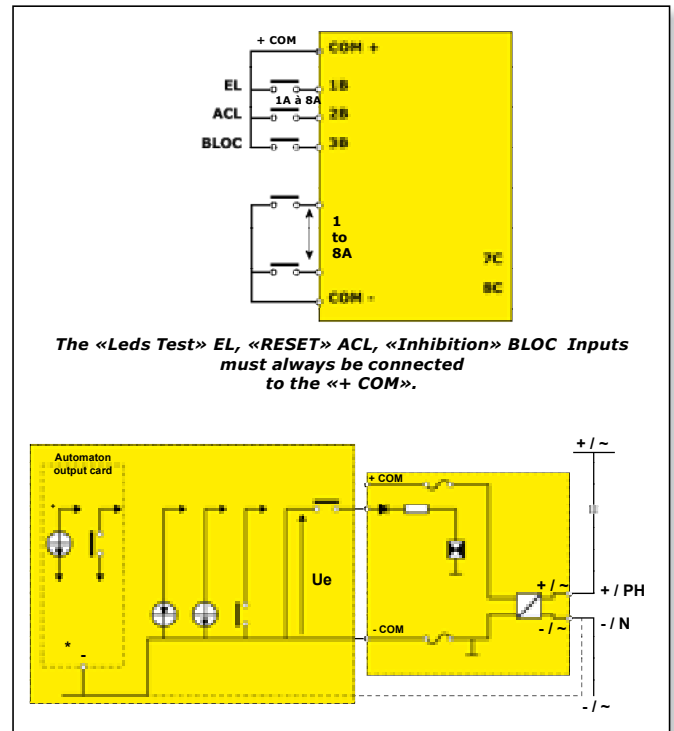 + COM
COM +
EL
1A à 8A
1B
ACL
2B
BLOC
3B
1
to
8A
7C
8C
COM -
The «Leds Test» EL, «RESET» ACL, «Inhibition» BLOC Inputs
must always be connected
to the «+ COM».
+ / ~
Automaton
output card
+ COM
Ue
+ / ~
+ / PH
- / ~
- / N
- COM
*
-
- / ~